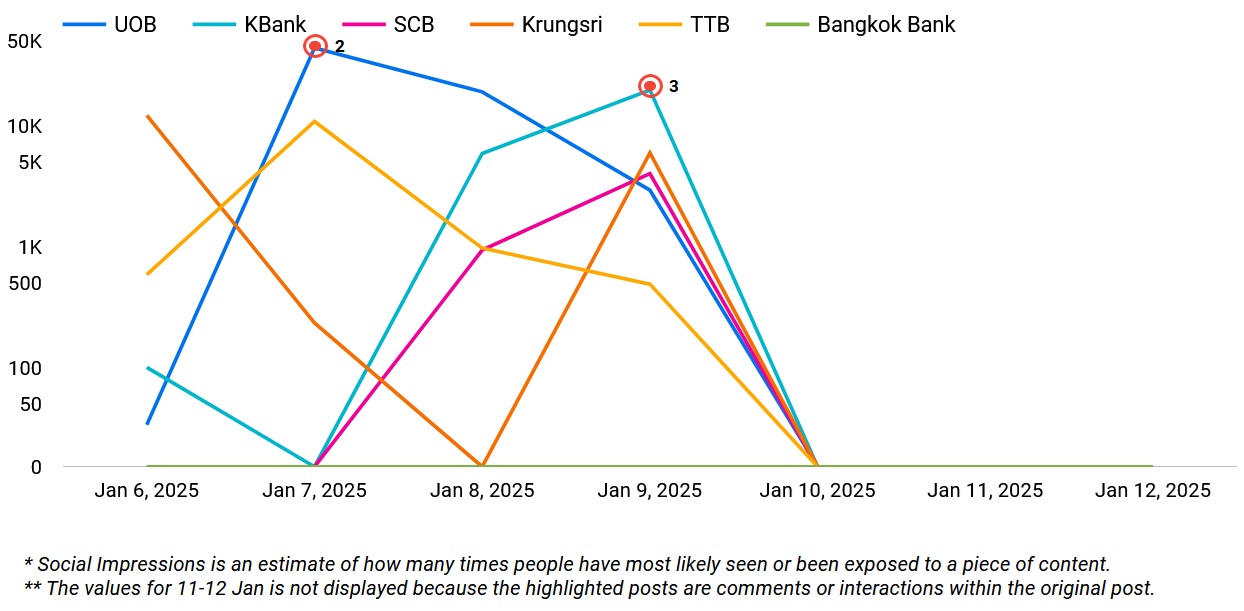 UOB KBank SCB Krungsri TTB Bangkok Bank
50K
2
3
10K
5K
1K
500
100
50
0
Jan 6, 2025 Jan 7, 2025 Jan 8, 2025 Jan 9, 2025 Jan 10, 2025 Jan 11, 2025 Jan 12, 2025
* Social Impressions is an estimate of how many times people have most likely seen or been exposed to a piece of content.
** The values for 11-12 Jan is not displayed because the highlighted posts are comments or interactions within the original post.